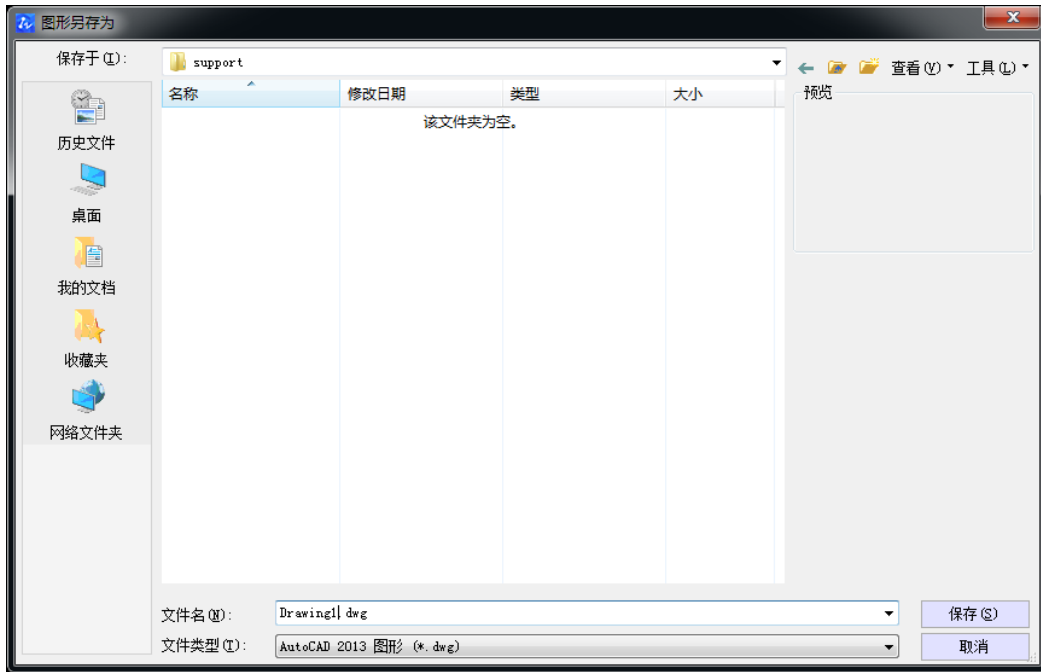 图形另存为
保存于(I):
support
查看(V) 工具(L)
名称 修改日期 类型 大小
预览
该文件夹为空。
历史文件
桌面
我的文档
收藏夹
网络文件夹
文件名(N): Drawing1.dwg 保存(S)
文件类型(T): AutoCAD 2013 图形 (*.dwg) 取消